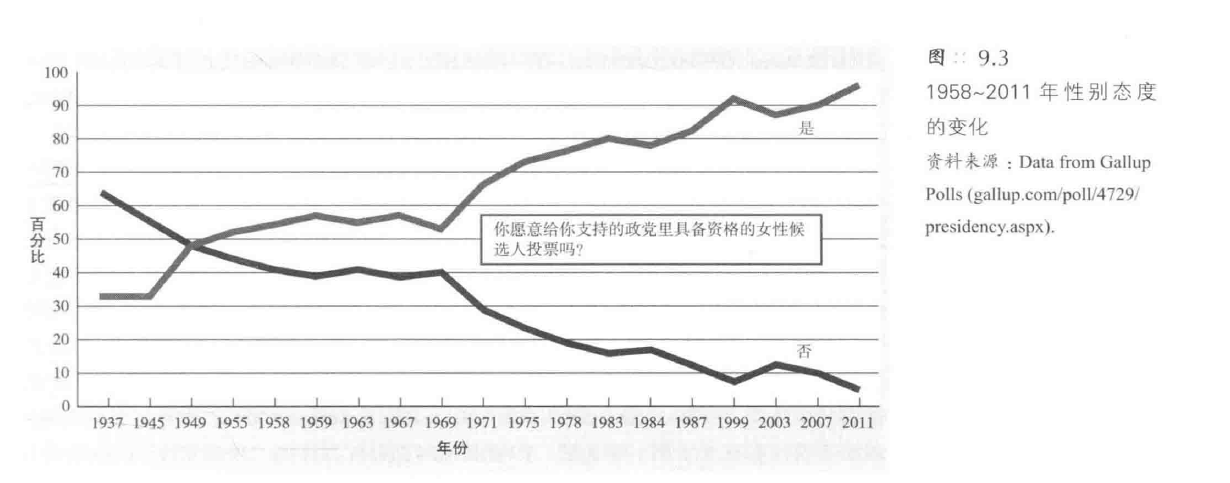 100
90
80
70
60
50
40
30
20
10
0
百分比
是
你愿意给你支持的政党里具备资格的女性候
选人投票吗?
否
1937 1945 1949 1955 1958 1959 1963 1967 1969 1971 1975 1978 1983 1984 1987 1999 2003 2007 2011
年份
图 :: 9.3
1958~2011 年性别态度
的变化
资料来源：Data from Gallup
Polls (gallup.com/poll/4729/
presidency.aspx).